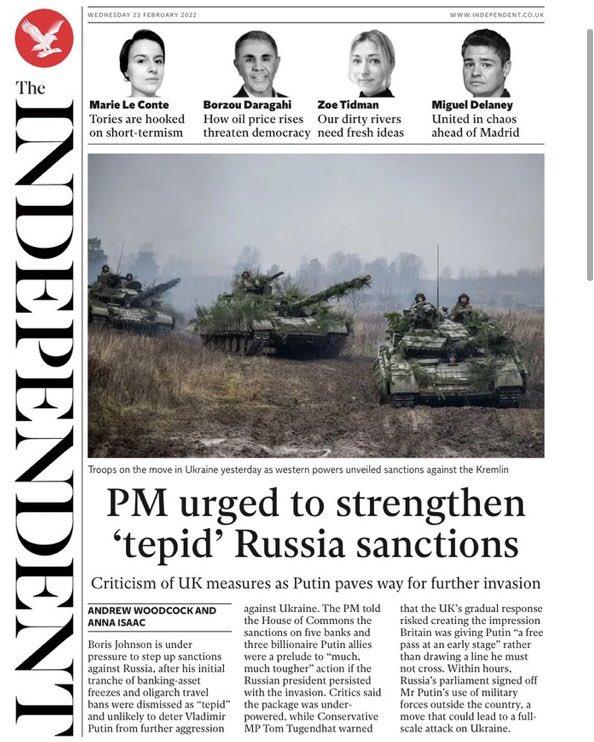 WEDNESDAY 23 FEBRUARY 2022
WWW.INDEPENDENT.CO.UK
The
INDEPENDENT
Marie Le Conte
Tories are hooked
on short-termism
Borzou Daragahi
How oil price rises
threaten democracy
Zoe Tidman
Our dirty rivers
need fresh ideas
Miguel Delaney
United in chaos
ahead of Madrid
Troops on the move in Ukraine yesterday as western powers unveiled sanctions against the Kremlin
PM urged to strengthen
‘tepid’ Russia sanctions
Criticism of UK measures as Putin paves way for further invasion
ANDREW WOODCOCK AND
ANNA ISAAC
Boris Johnson is under
pressure to step up sanctions
against Russia, after his initial
tranche of banking-asset
freezes and oligarch travel
bans were dismissed as “tepid”
and unlikely to deter Vladimir
Putin from further aggression
against Ukraine. The PM told
the House of Commons the
sanctions on five banks and
three billionaire Putin allies
were a prelude to “much,
much tougher” action if the
Russian president persisted
with the invasion. Critics said
the package was under-
powered, while Conservative
MP Tom Tugendhat warned
that the UK’s gradual response
risked creating the impression
Britain was giving Putin “a free
pass at an early stage” rather
than drawing a line he must
not cross. Within hours,
Russia’s parliament signed off
Mr Putin’s use of military
forces outside the country, a
move that could lead to a full-
scale attack on Ukraine.